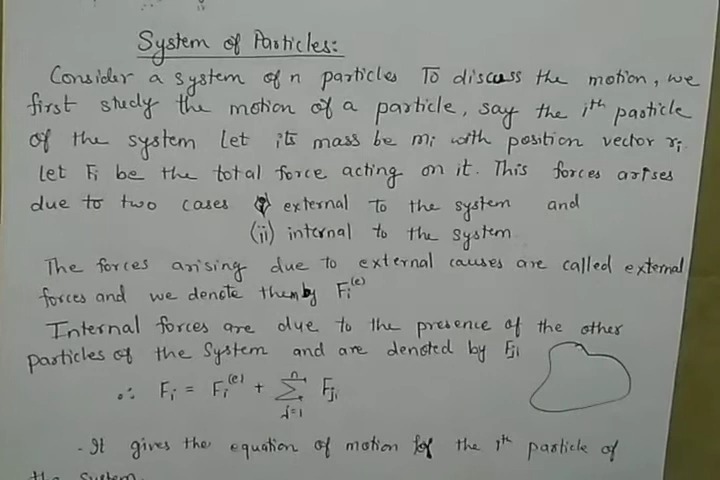 System of Particles:
Consider a system of n particles To discuss the motion, we
first study the motion of a particle, say the ith particle
of the system Let its mass be mi with position vector ri
Let Fi be the total force acting on it. This forces arises
due to two cases (i) external to the system and
(ii) internal to the system
The forces arising due to external causes are called external
forces and we denote them by Fi^(e)
Internal forces are due to the presence of the other
particles of the system and are denoted by Fji
∴ Fi = Fi^(e) + Σ_{j=1}^{n} Fji
- It gives the equation of motion for the ith particle of
the system.